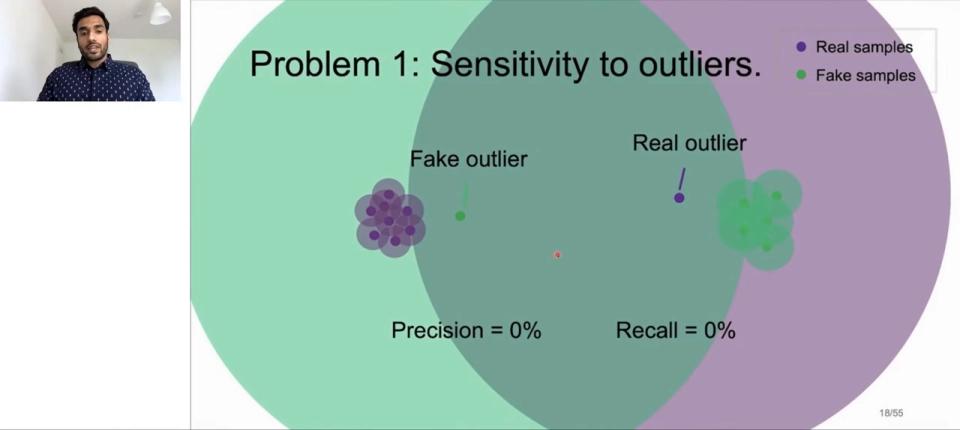 Problem 1: Sensitivity to outliers.
Real samples
Fake samples
Fake outlier
Real outlier
Precision = 0%
Recall = 0%
18/55